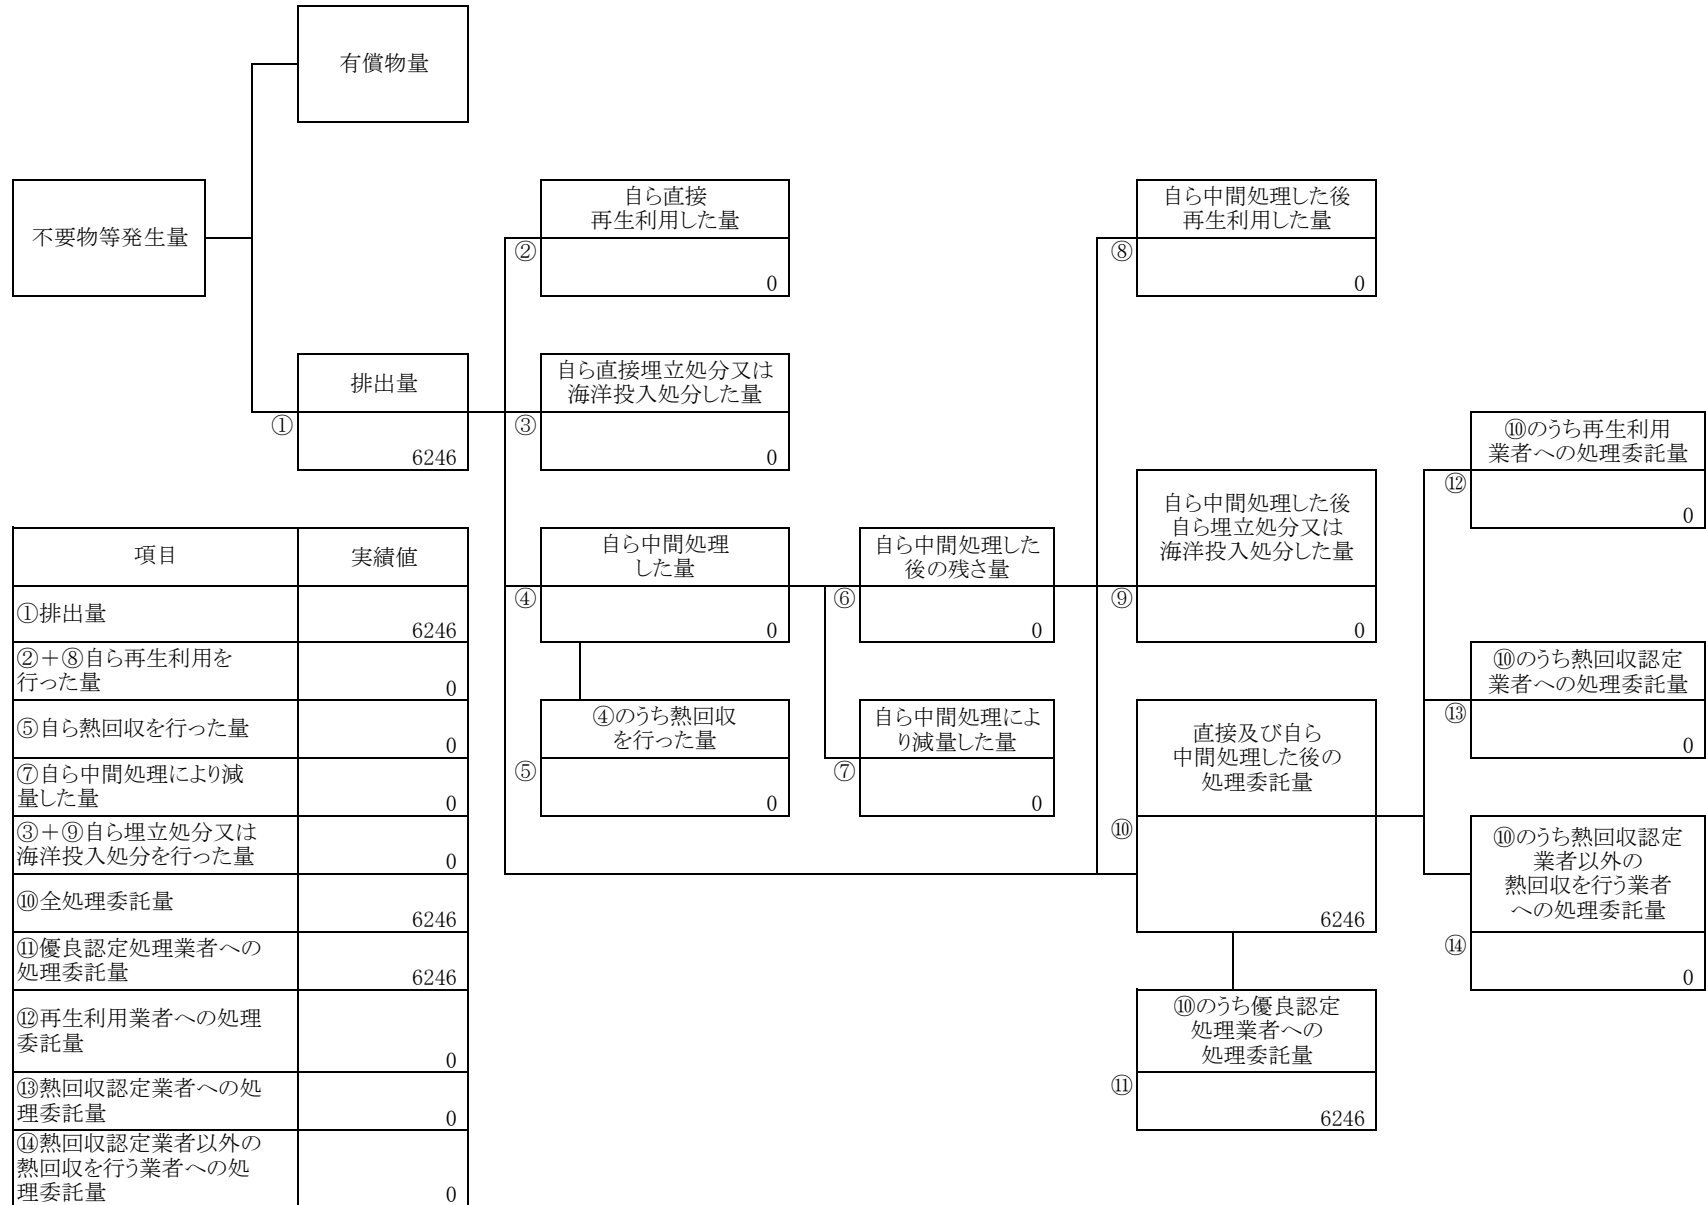 有償物量
不要物等発生量
自ら直接
再生利用した量
②
0
自ら中間処理した後
再生利用した量
⑧
0
排出量
①
6246
自ら直接埋立処分又は
海洋投入処分した量
③
0
⑩のうち再生利用
業者への処理委託量
⑫
0
自ら中間処理した後
自ら埋立処分又は
海洋投入処分した量
⑨
0
自ら中間処理
した量
④
0
自ら中間処理した
後の残さ量
⑥
0
⑩のうち熱回収認定
業者への処理委託量
⑬
0
④のうち熱回収
を行った量
⑤
0
自ら中間処理によ
り減量した量
⑦
0
直接及び自ら
中間処理した後の
処理委託量
⑩
6246
⑩のうち熱回収認定
業者以外の
熱回収を行う業者
への処理委託量
⑭
0
⑩のうち優良認定
処理業者への
処理委託量
⑪
6246
項目 実績値
①排出量
6246
②＋⑧自ら再生利用を
行った量
0
⑤自ら熱回収を行った量
0
⑦自ら中間処理により減
量した量
0
③＋⑨自ら埋立処分又は
海洋投入処分を行った量
0
⑩全処理委託量
6246
⑪優良認定処理業者への
処理委託量
6246
⑫再生利用業者への処理
委託量
0
⑬熱回収認定業者への処
理委託量
0
⑭熱回収認定業者以外の
熱回収を行う業者への処
理委託量
0